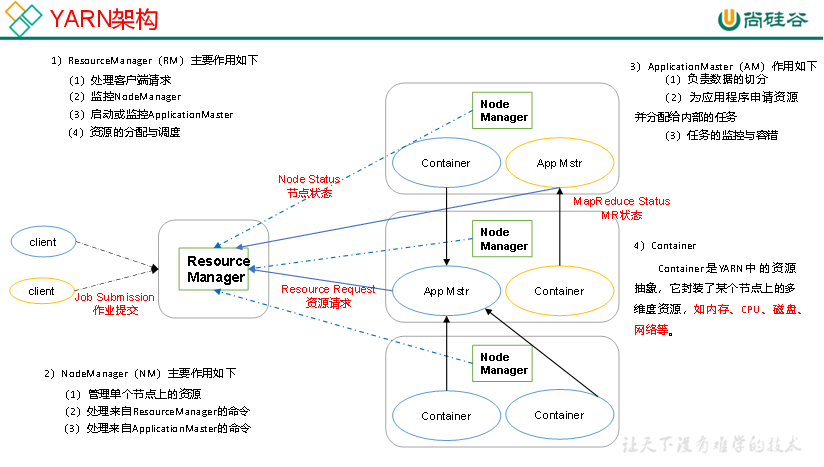 YARN架构
尚硅谷
1）ResourceManager（RM）主要作用如下
（1）处理客户端请求
（2）监控NodeManager
（3）启动或监控ApplicationMaster
（4）资源的分配与调度
3）ApplicationMaster（AM）作用如下
（1）负责数据的切分
（2）为应用程序申请资源
并分配给内部的任务
（3）任务的监控与容错
Node
Manager
Container
App Mstr
Node Status
节点状态
MapReduce Status
MR状态
client
client
Resource
Manager
Job Submission
作业提交
Node
Manager
Resource Request
资源请求
App Mstr
Container
4）Container
Container是YARN中的资源
抽象，它封装了某个节点上的多
维度资源，如内存、CPU、磁盘、
网络等。
Node
Manager
Container
Container
2）NodeManager（NM）主要作用如下
（1）管理单个节点上的资源
（2）处理来自ResourceManager的命令
（3）处理来自ApplicationMaster的命令
让天下没有难学的技术